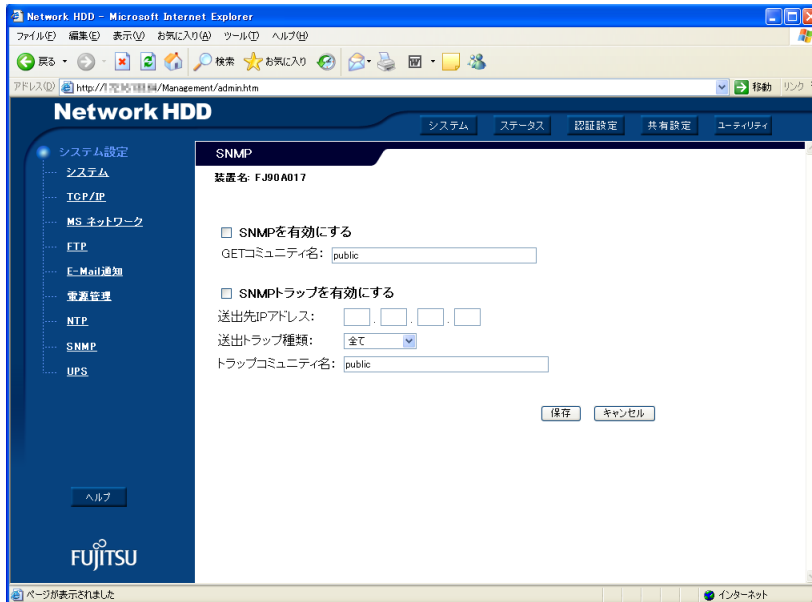 Network HDD - Microsoft Internet Explorer
ファイル(F) 編集(E) 表示(V) お気に入り(A) ツール(T) ヘルプ(H)
戻る 検索 お気に入り
アドレス(D) http:// /Management/admin.htm 移動 リンク
Network HDD
システム ステータス 認証設定 共有設定 ユーティリティ
システム設定
システム
TCP/IP
MS ネットワーク
FTP
E-Mail通知
電源管理
NTP
SNMP
UPS
ヘルプ
FUJITSU
SNMP
装置名: FJ90A017
SNMPを有効にする
GETコミュニティ名: public
SNMPトラップを有効にする
送出先IPアドレス: . . .
送出トラップ種類: 全て
トラップコミュニティ名: public
保存 キャンセル
ページが表示されました インターネット